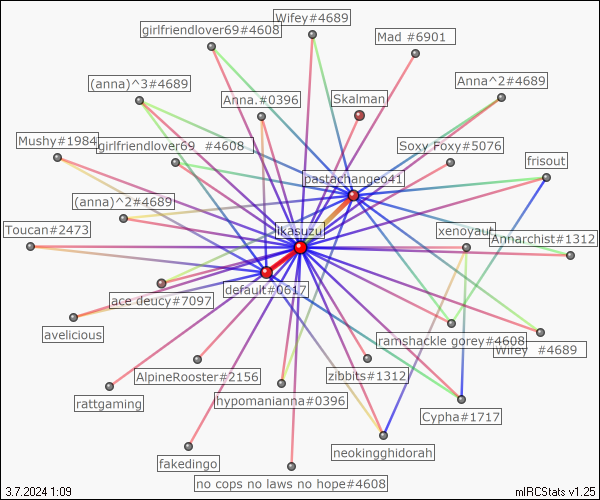 Wifey#4689
girlfriendlover69#4608
Mad #6901
(anna)^3#4689
Anna^2#4689
Anna.#0396
Skalman
Mushy#1984
girlfriendlover69_ #4608
Soxy Foxy#5076
frisout
pastachangeo41
(anna)^2#4689
Toucan#2473
likasuzu
xenoyaut
Annarchist#1312
default#0617
ace deucy#7097
avelicious
ramshackle gorey#4608
Wifey #4689
AlpineRooster#2156
zibbits#1312
rattgaming
hypomanianna#0396
Cypha#1717
neokingghidorah
fakedingo
no cops no laws no hope#4608
3.7.2024 1:09
mIRCStats v1.25